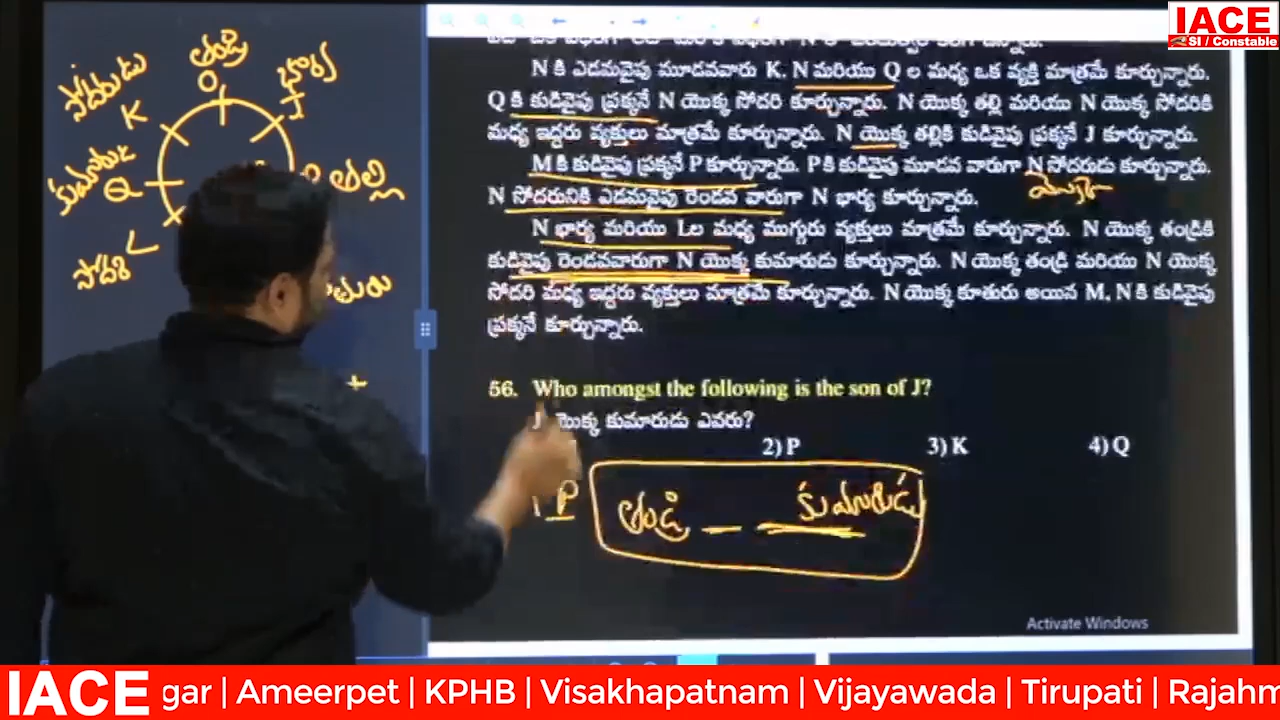 IACE
SI / Constable
N కి ఎడమవైపు మూడవవారు K. N మరియు Q ల మధ్య ఒక వ్యక్తి మాత్రమే కూర్చున్నారు.
Q కి కుడివైపు ప్రక్కనే N యొక్క సోదరి కూర్చున్నారు. N యొక్క తల్లి మరియు N యొక్క సోదరికి
మధ్య ఇద్దరు వ్యక్తులు మాత్రమే కూర్చున్నారు. N యొక్క తల్లికి కుడివైపు ప్రక్కనే J కూర్చున్నారు.
M కి కుడివైపు ప్రక్కనే P కూర్చున్నారు. P కి కుడివైపు మూడవ వారుగా N సోదరుడు కూర్చున్నారు.
యొక్క
N సోదరునికి ఎడమవైపు రెండవ వారుగా N భార్య కూర్చున్నారు.
N భార్య మరియు Lల మధ్య ముగ్గురు వ్యక్తులు మాత్రమే కూర్చున్నారు. N యొక్క తండ్రికి
కుడివైపు రెండవవారుగా N యొక్క కుమారుడు కూర్చున్నారు. N యొక్క తండ్రి మరియు N యొక్క
సోదరి మధ్య ఇద్దరు వ్యక్తులు మాత్రమే కూర్చున్నారు. N యొక్క కూతురు అయిన M, N కి కుడివైపు
ప్రక్కనే కూర్చున్నారు.
56. Who amongst the following is the son of J?
J యొక్క కుమారుడు ఎవరు?
2) P 3) K 4) Q
P తండ్రి – కుమారుడు
తండ్రి
O
భార్య
సోదరుడు
K
కుమారుడు
Q
తల్లి
L
సోదరి
Activate Windows
IACE gar | Ameerpet | KPHB | Visakhapatnam | Vijayawada | Tirupati | Rajahm